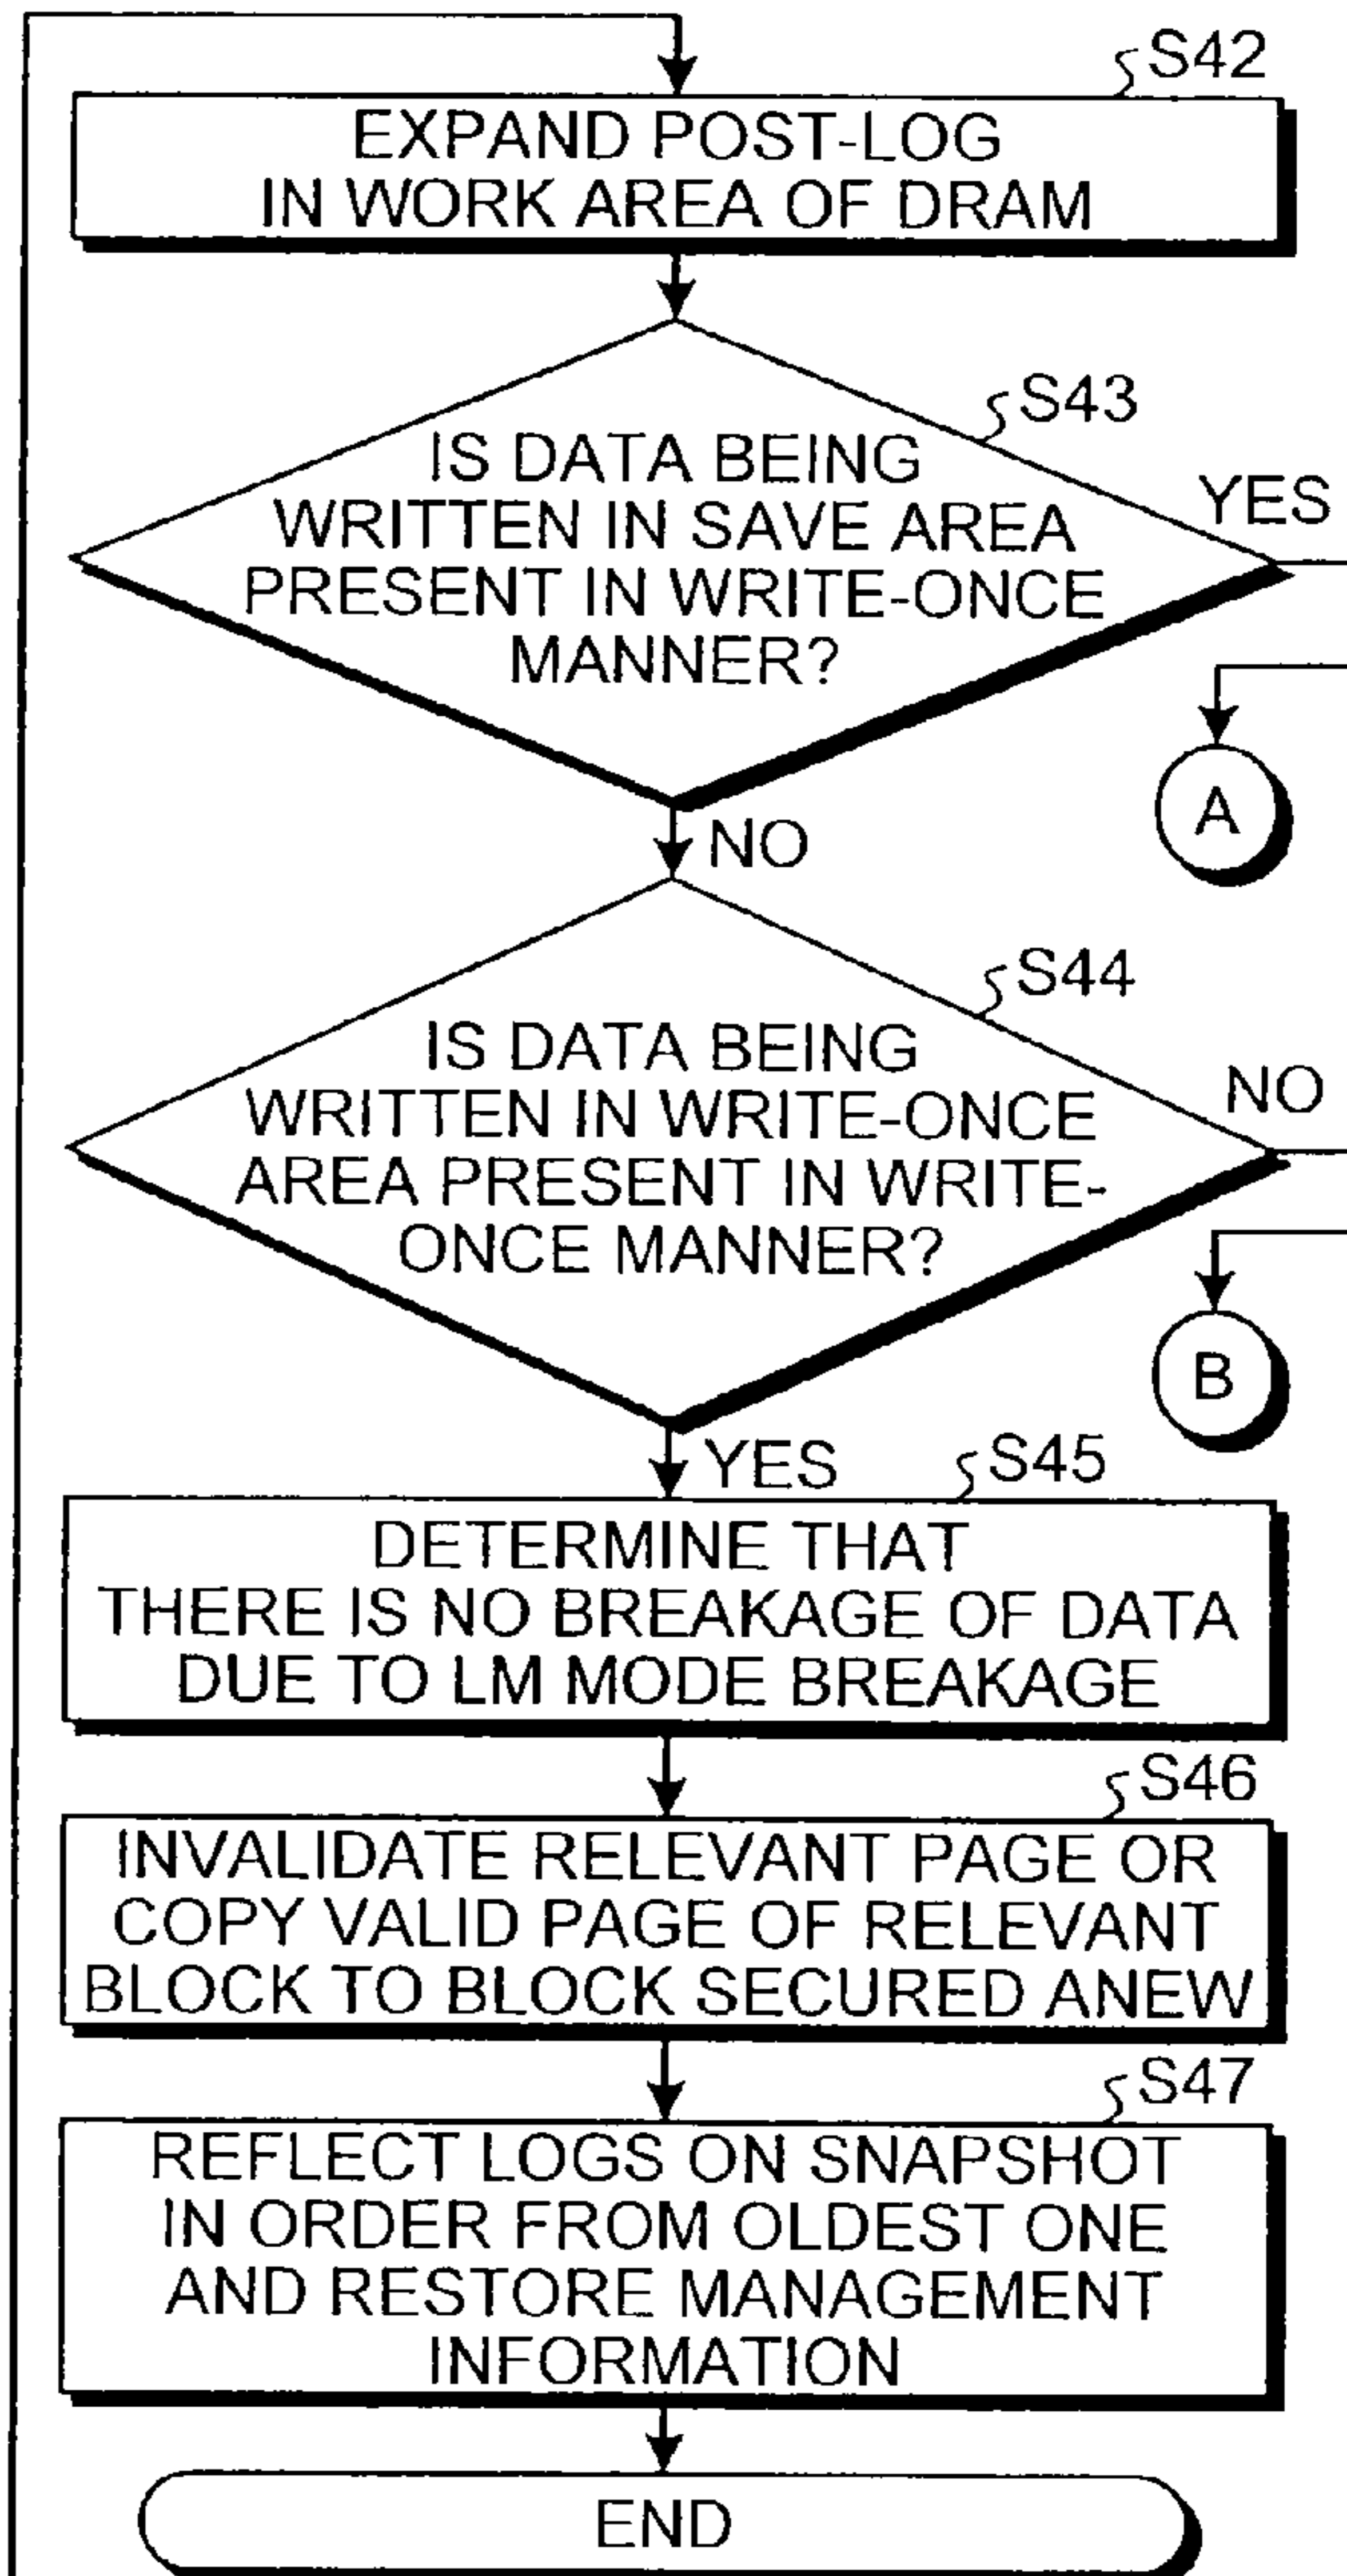 S42
EXPAND POST-LOG
IN WORK AREA OF DRAM
S43
IS DATA BEING
WRITTEN IN SAVE AREA
PRESENT IN WRITE-ONCE
MANNER?
YES
A
NO
S44
IS DATA BEING
WRITTEN IN WRITE-ONCE
AREA PRESENT IN WRITE-
ONCE MANNER?
NO
B
YES
S45
DETERMINE THAT
THERE IS NO BREAKAGE OF DATA
DUE TO LM MODE BREAKAGE
S46
INVALIDATE RELEVANT PAGE OR
COPY VALID PAGE OF RELEVANT
BLOCK TO BLOCK SECURED ANEW
S47
REFLECT LOGS ON SNAPSHOT
IN ORDER FROM OLDEST ONE
AND RESTORE MANAGEMENT
INFORMATION
END